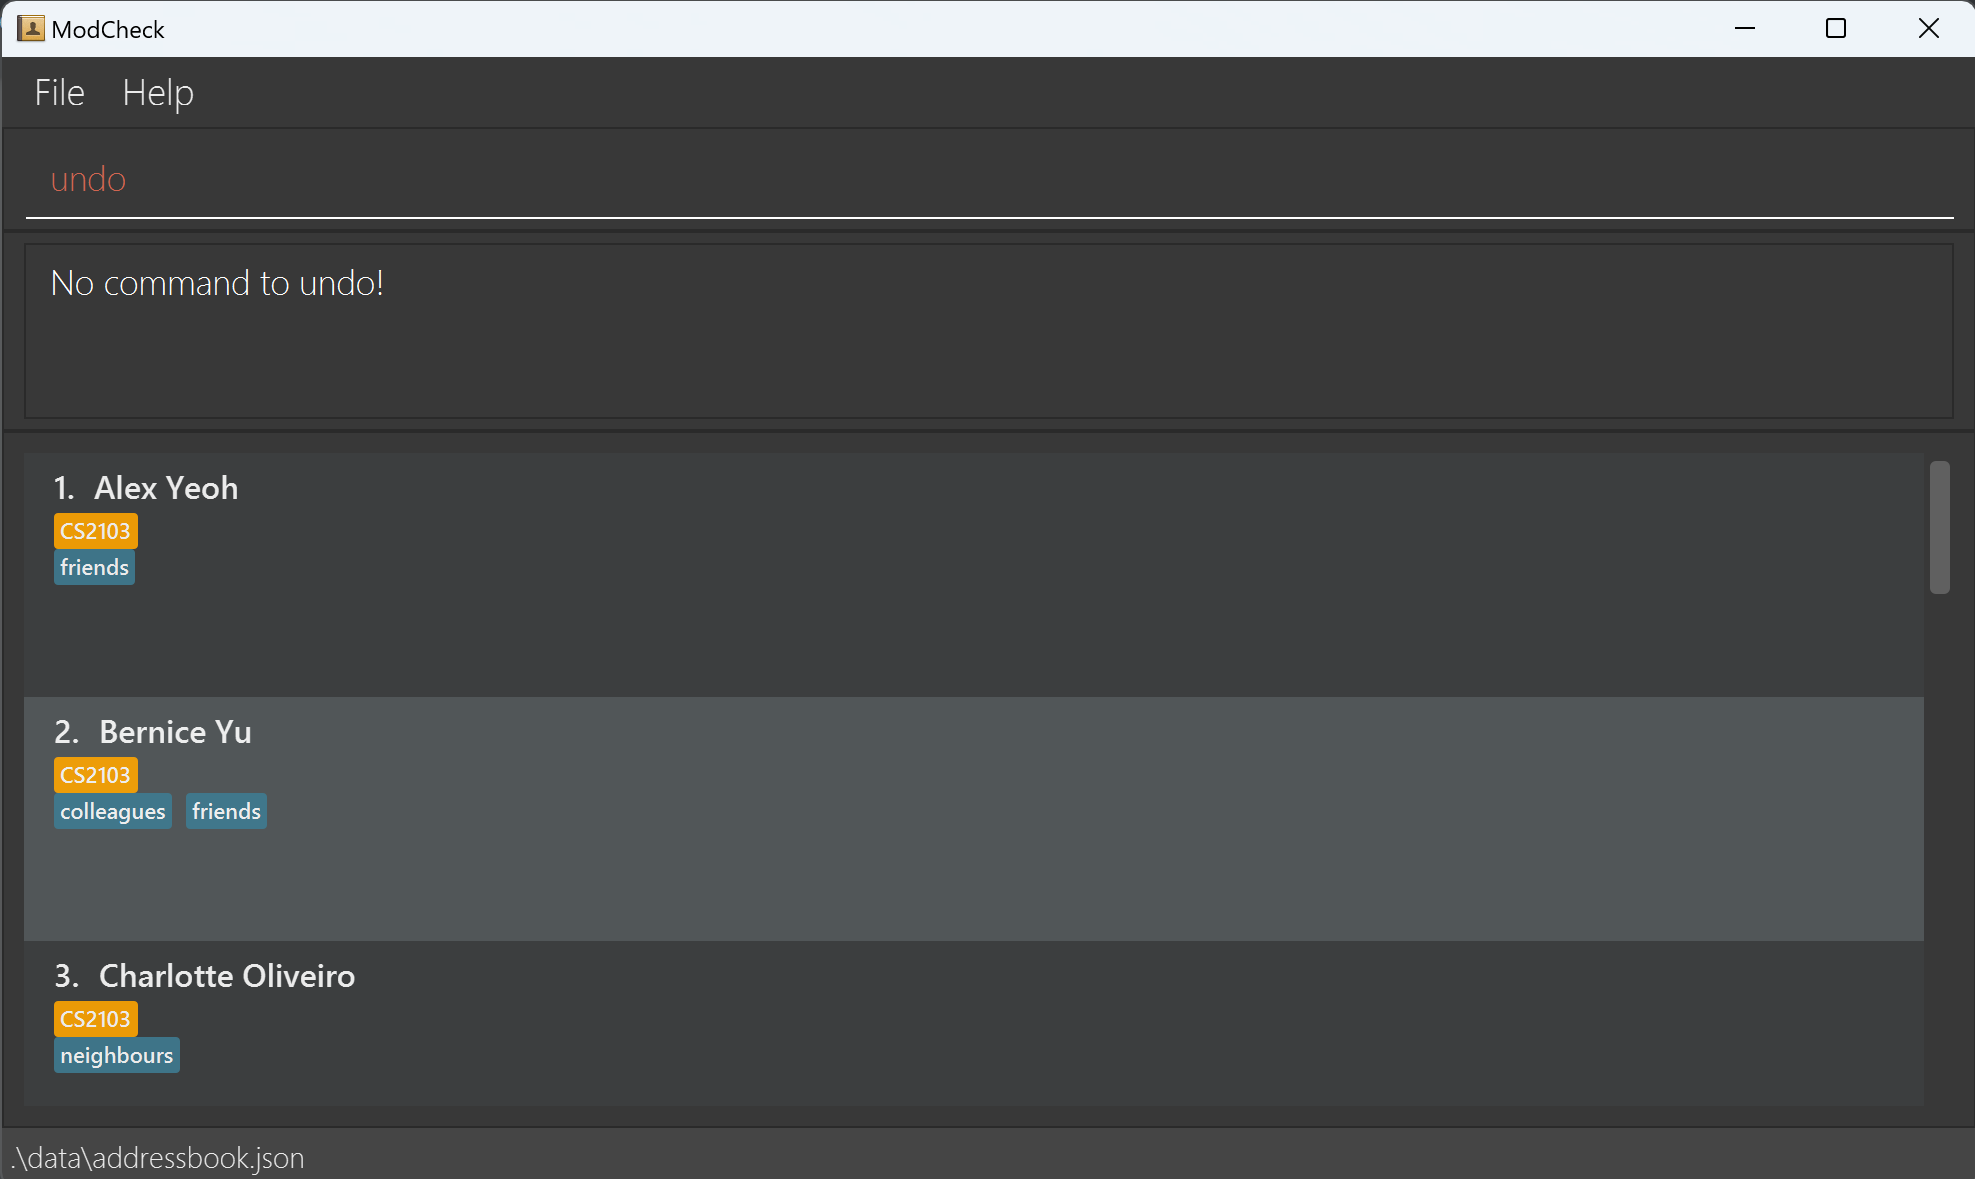 ModCheck
File Help
undo
No command to undo!
1. Alex Yeoh
CS2103
friends
2. Bernice Yu
CS2103
colleagues friends
3. Charlotte Oliveiro
CS2103
neighbours
.\data\addressbook.json